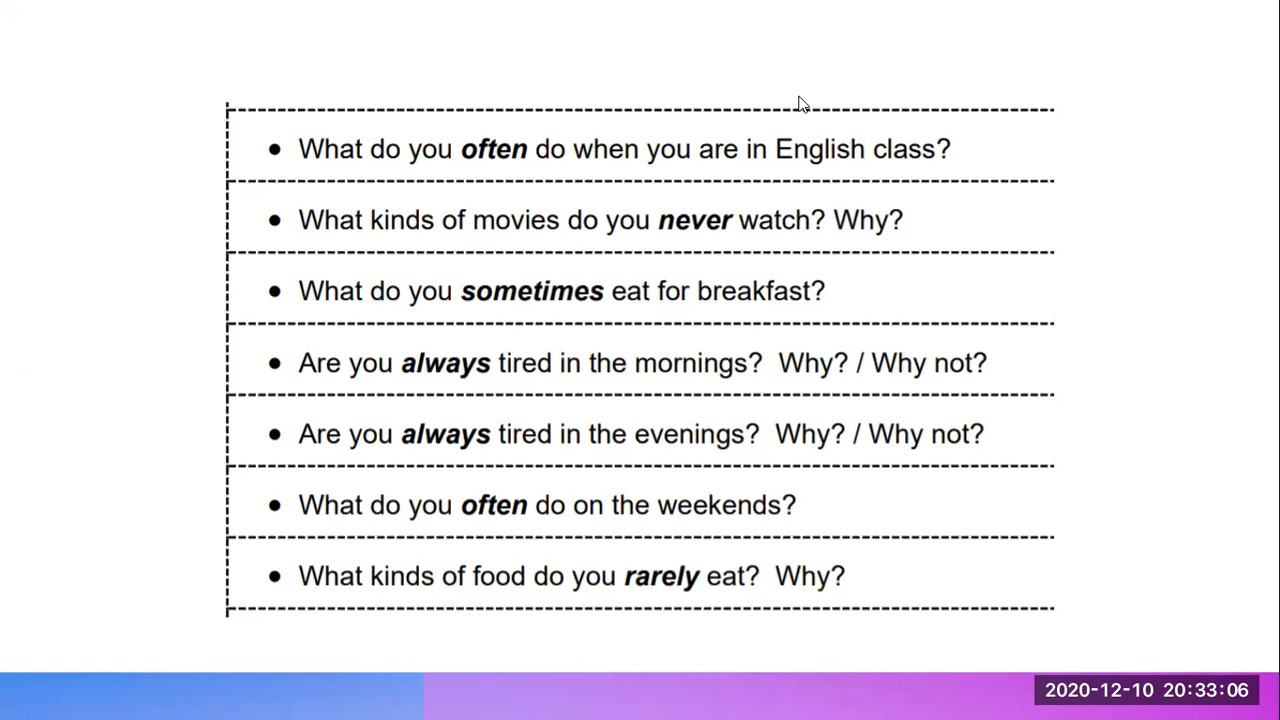 • What do you often do when you are in English class?
• What kinds of movies do you never watch? Why?
• What do you sometimes eat for breakfast?
• Are you always tired in the mornings?  Why? / Why not?
• Are you always tired in the evenings?  Why? / Why not?
• What do you often do on the weekends?
• What kinds of food do you rarely eat?  Why?
2020-12-10 20:33:06